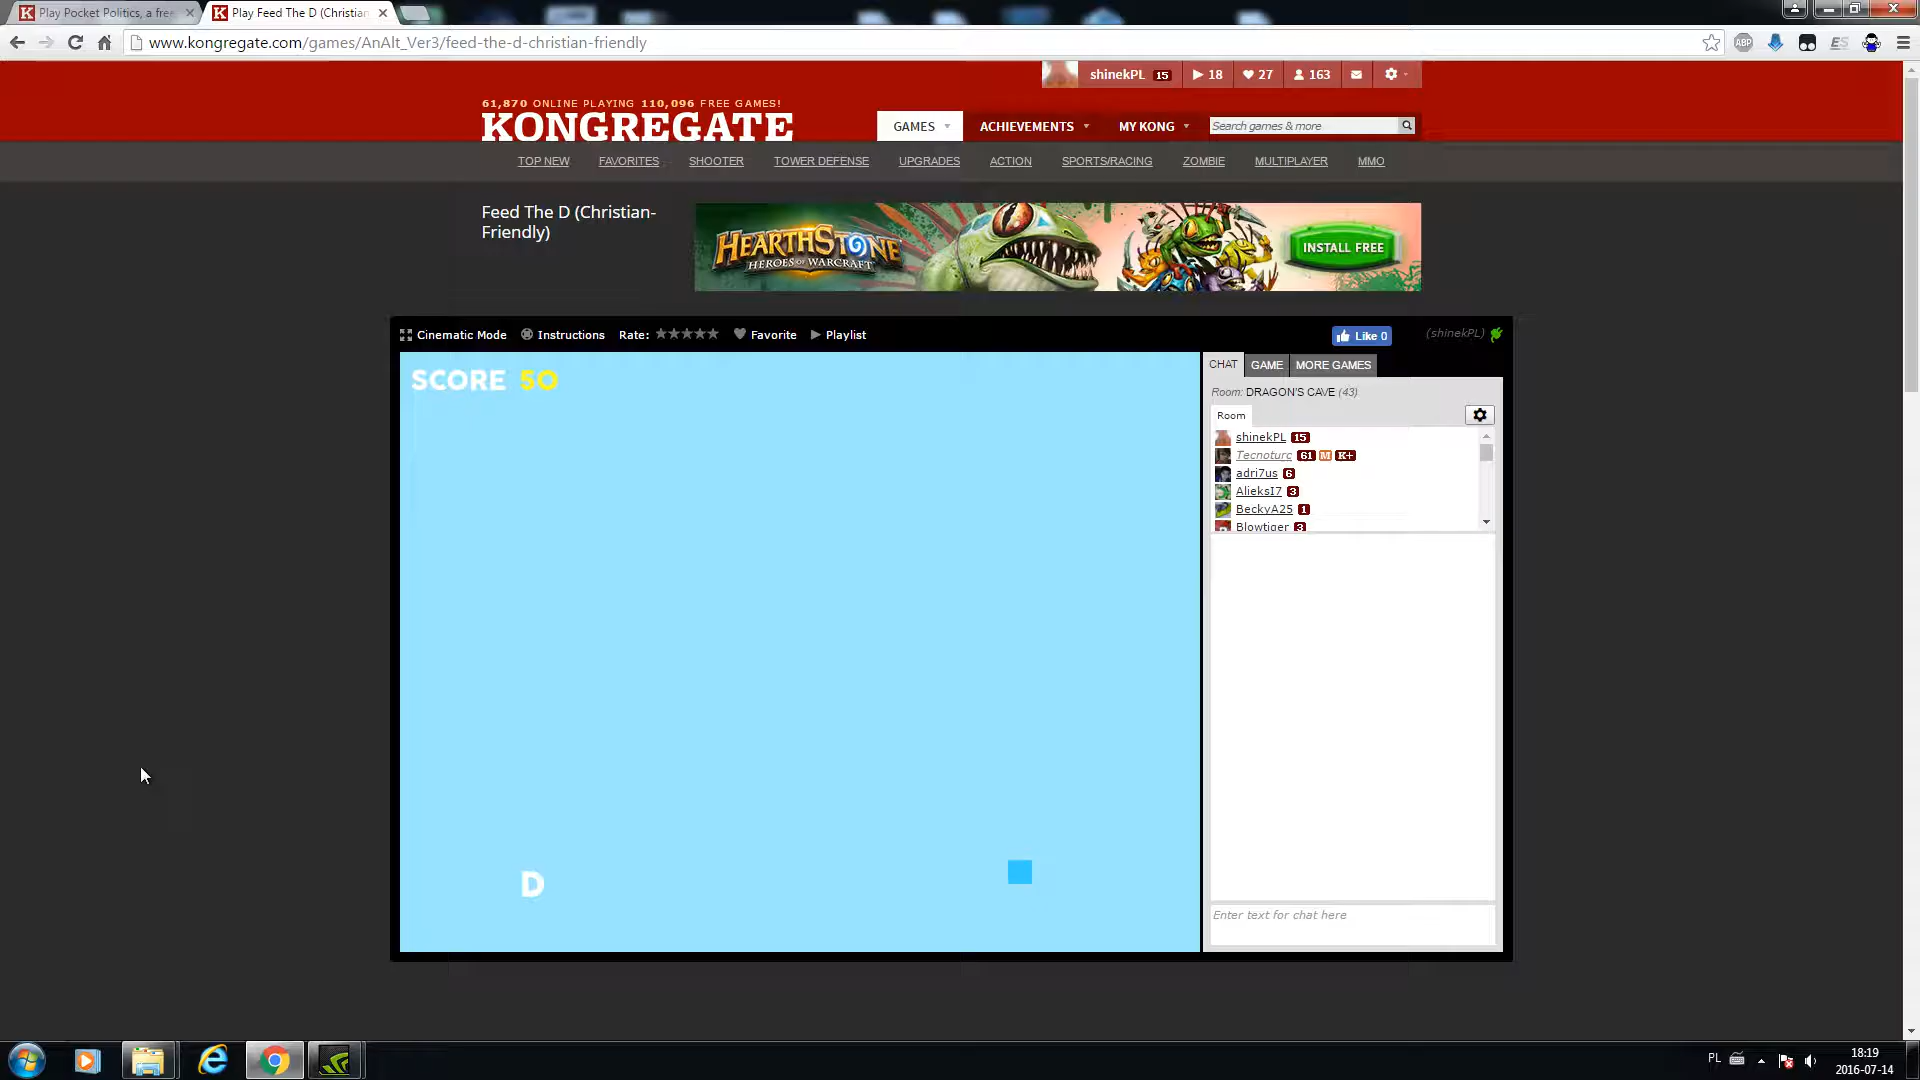 Play Pocket Politics, a free
Play Feed The D (Christian
www.kongregate.com/games/AnAlt_Ver3/feed-the-d-christian-friendly
ABP
ES
shinekPL 15
18
27
163
61,870 ONLINE PLAYING 110,096 FREE GAMES!
KONGREGATE
GAMES
ACHIEVEMENTS
MY KONG
Search games & more
TOP NEW
FAVORITES
SHOOTER
TOWER DEFENSE
UPGRADES
ACTION
SPORTS/RACING
ZOMBIE
MULTIPLAYER
MMO
Feed The D (Christian-
Friendly)
HEARTHSTONE
HEROES OF WARCRAFT
INSTALL FREE
Cinematic Mode
Instructions
Rate:
Favorite
Playlist
Like 0
(shinekPL)
SCORE 50
D
CHAT
GAME
MORE GAMES
Room: DRAGON'S CAVE (43)
Room
shinekPL 15
Tecnoturc 61 M K+
adri7us 6
AlieksI7 3
BeckyA25 1
Blowtiger 3
Enter text for chat here
PL
18:19
2016-07-14